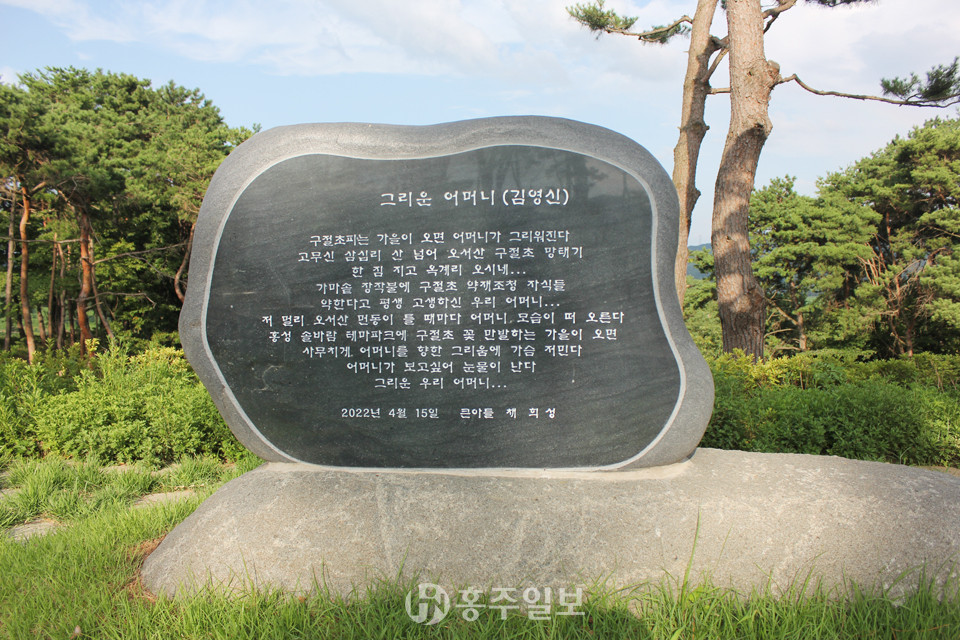 그리운 어머니 (김영신)
구절초피는 가을이 오면 어머니가 그리워진다
고무신 삼십리 산 넘어 오서산 구절초 망태기
한 짐 지고 옥계리 오시네...
가마솥 장작불에 구절초 약재조청 자식들
약한다고 평생 고생하신 우리 어머니...
저 멀리 오서산 먼동이 틀 때마다 어머니 모습이 떠 오른다
홍성 솔바람 테마파크에 구절초 꽃 만발하는 가을이 오면
사무치게 어머니를 향한 그리움에 가슴 저민다
어머니가 보고싶어 눈물이 난다
그리운 우리 어머니...
2022년 4월 15일 큰아들 채 희 성
홍주일보